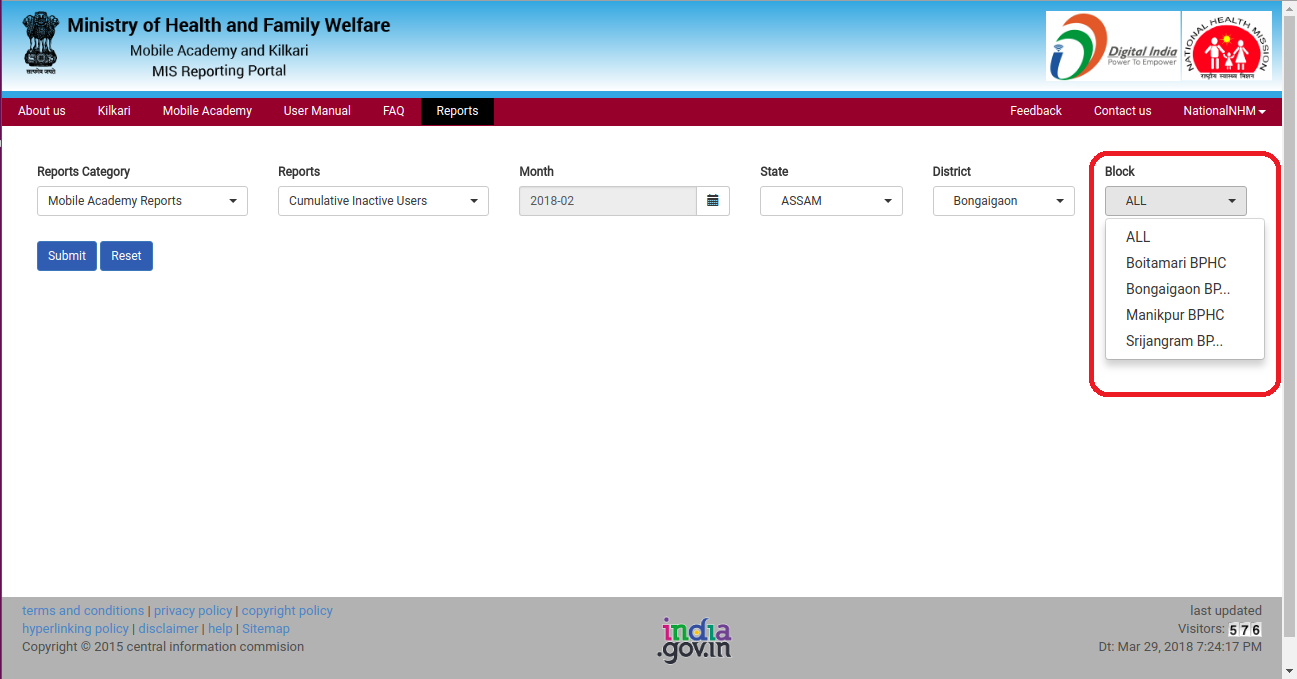 Ministry of Health and Family Welfare
Mobile Academy and Kilkari
MIS Reporting Portal
सत्यमेव जयते
Digital India
Power To Empower
NATIONAL HEALTH MISSION
राष्ट्रीय स्वास्थ्य मिशन
About us Kilkari Mobile Academy User Manual FAQ Reports Feedback Contact us NationalNHM
Reports Category Reports Month State District Block
Mobile Academy Reports Cumulative Inactive Users 2018-02 ASSAM Bongaigaon ALL
ALL
Boitamari BPHC
Bongaigaon BP...
Manikpur BPHC
Srijangram BP...
Submit Reset
terms and conditions | privacy policy | copyright policy
hyperlinking policy | disclaimer | help | Sitemap
Copyright © 2015 central information commision
india
.gov.in
last updated
Visitors: 576
Dt: Mar 29, 2018 7:24:17 PM